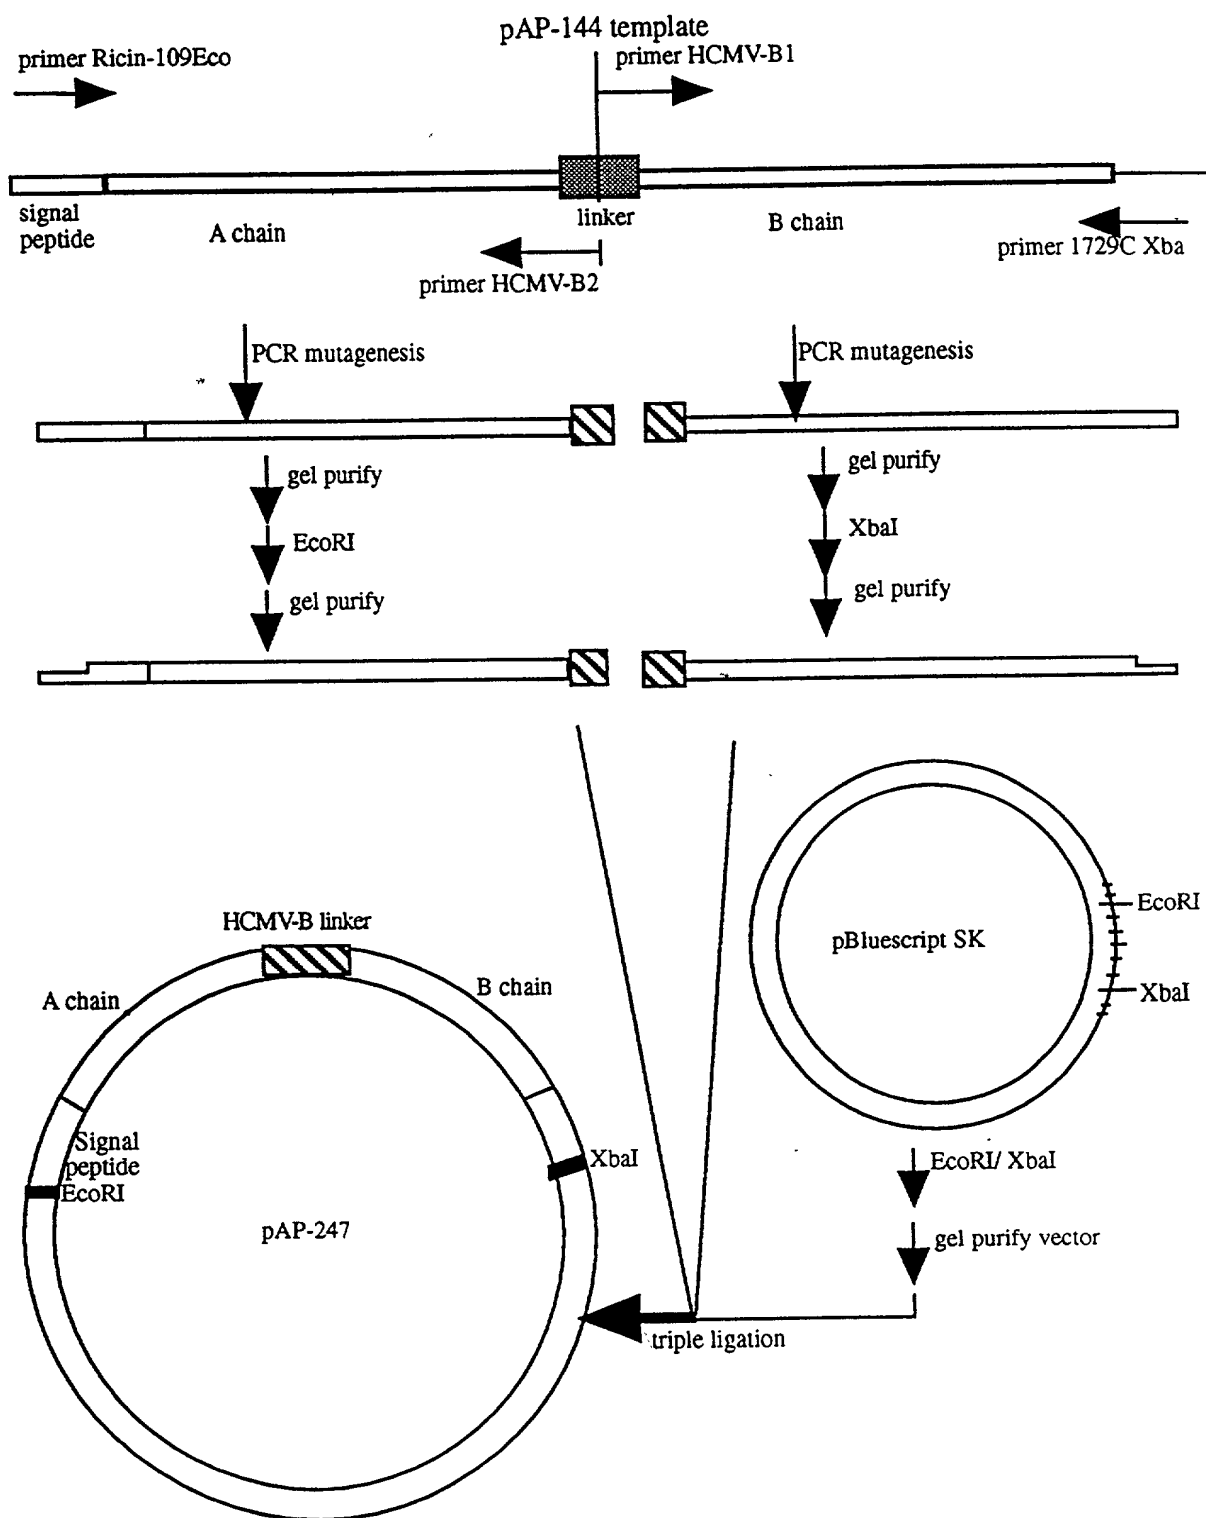 pAP-144 template
primer Ricin-109Eco
primer HCMV-B1
signal
peptide
A chain
linker
B chain
primer HCMV-B2
primer 1729C Xba
PCR mutagenesis
PCR mutagenesis
gel purify
gel purify
EcoRI
XbaI
gel purify
gel purify
HCMV-B linker
A chain
B chain
pBluescript SK
EcoRI
XbaI
Signal
peptide
EcoRI
XbaI
pAP-247
EcoRI/ XbaI
gel purify vector
triple ligation